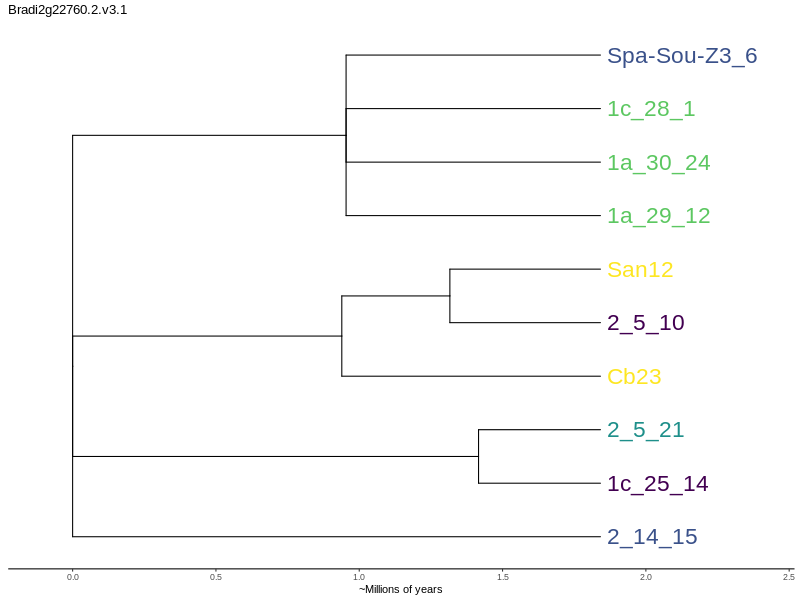 Bradi2g22760.2.v3.1
Spa-Sou-Z3_6
1c_28_1
1a_30_24
1a_29_12
San12
2_5_10
Cb23
2_5_21
1c_25_14
2_14_15
0.0 0.5 1.0 1.5 2.0 2.5
~Millions of years